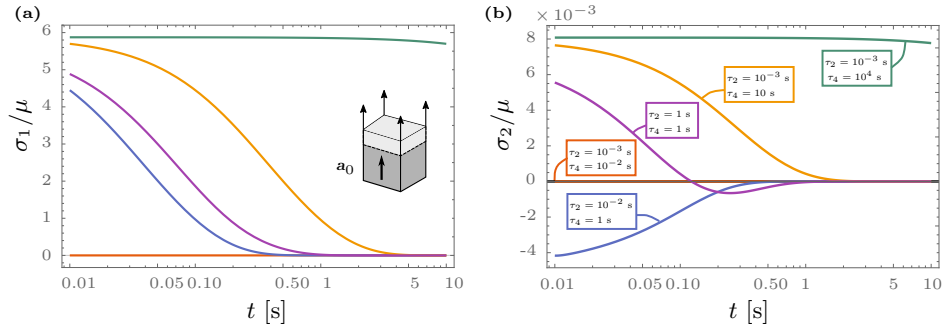 (a)
σ₁/μ
6
5
4
3
2
1
0
0.01
0.05
0.10
0.50
1
5
10
t [s]
a₀
(b)
× 10⁻³
σ₂/μ
8
6
4
2
0
-2
-4
0.01
0.05
0.10
0.50
1
5
10
t [s]
τ₂ = 10⁻³ s
τ₄ = 10⁴ s
τ₂ = 10⁻³ s
τ₄ = 10 s
τ₂ = 1 s
τ₄ = 1 s
τ₂ = 10⁻³ s
τ₄ = 10⁻² s
τ₂ = 10⁻² s
τ₄ = 1 s